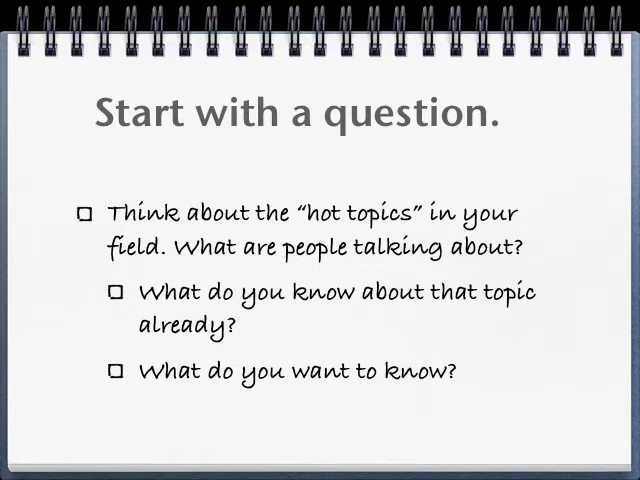 Start with a question.
Think about the “hot topics” in your
field. What are people talking about?
What do you know about that topic
already?
What do you want to know?